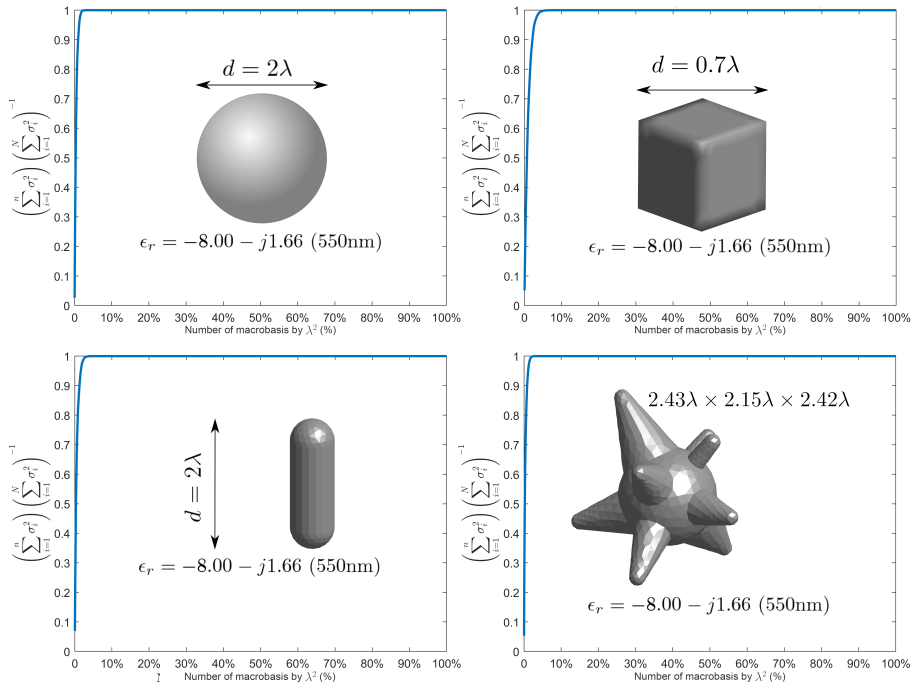 1
0.9
0.8
0.7
0.6
0.5
0.4
0.3
0.2
0.1
0
(∑_{i=1}^{n} σ_i^2) (∑_{i=1}^{N} σ_i^2)^{-1}
d = 2λ
ϵ_r = −8.00 − j1.66 (550nm)
0 10% 20% 30% 40% 50% 60% 70% 80% 90% 100%
Number of macrobasis by λ^2 (%)
1
0.9
0.8
0.7
0.6
0.5
0.4
0.3
0.2
0.1
0
(∑_{i=1}^{n} σ_i^2) (∑_{i=1}^{N} σ_i^2)^{-1}
d = 0.7λ
ϵ_r = −8.00 − j1.66 (550nm)
0 10% 20% 30% 40% 50% 60% 70% 80% 90% 100%
Number of macrobasis by λ^2 (%)
1
0.9
0.8
0.7
0.6
0.5
0.4
0.3
0.2
0.1
0
(∑_{i=1}^{n} σ_i^2) (∑_{i=1}^{N} σ_i^2)^{-1}
d = 2λ
ϵ_r = −8.00 − j1.66 (550nm)
0 10% 20% 30% 40% 50% 60% 70% 80% 90% 100%
Number of macrobasis by λ^2 (%)
1
0.9
0.8
0.7
0.6
0.5
0.4
0.3
0.2
0.1
0
(∑_{i=1}^{n} σ_i^2) (∑_{i=1}^{N} σ_i^2)^{-1}
2.43λ × 2.15λ × 2.42λ
ϵ_r = −8.00 − j1.66 (550nm)
0 10% 20% 30% 40% 50% 60% 70% 80% 90% 100%
Number of macrobasis by λ^2 (%)